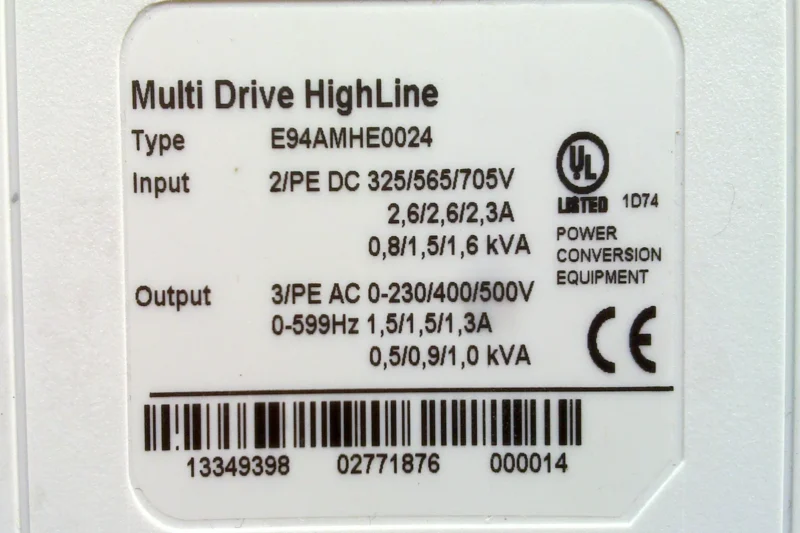 Multi Drive HighLine
Type E94AMHE0024
Input 2/PE DC 325/565/705V
2,6/2,6/2,3A
0,8/1,5/1,6 kVA
UL
LISTED 1D74
POWER
CONVERSION
EQUIPMENT
Output 3/PE AC 0-230/400/500V
0-599Hz 1,5/1,5/1,3A
0,5/0,9/1,0 kVA
CE
13349398 02771876 000014